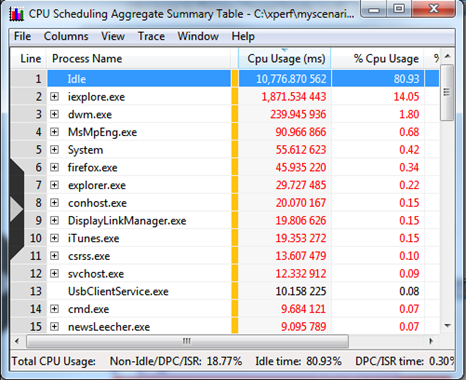 CPU Scheduling Aggregate Summary Table - C:\xperf\myscenari...
File Columns View Trace Window Help
Line Process Name Cpu Usage (ms) % Cpu Usage %
1 Idle 10,776.870 562 80.93
2 iexplore.exe 1,871.534 443 14.05
3 dwm.exe 239.945 936 1.80
4 MsMpEng.exe 90.966 866 0.68
5 System 55.612 623 0.42
6 firefox.exe 45.935 220 0.34
7 explorer.exe 29.727 485 0.22
8 conhost.exe 20.070 167 0.15
9 DisplayLinkManager.exe 19.806 626 0.15
10 iTunes.exe 19.353 272 0.15
11 csrss.exe 13.607 479 0.10
12 svchost.exe 12.332 912 0.09
13 UsbClientService.exe 10.158 225 0.08
14 cmd.exe 9.684 121 0.07
15 newsLeecher.exe 9.095 789 0.07
Total CPU Usage: Non-Idle/DPC/ISR: 18.77% Idle time: 80.93% DPC/ISR time: 0.30%